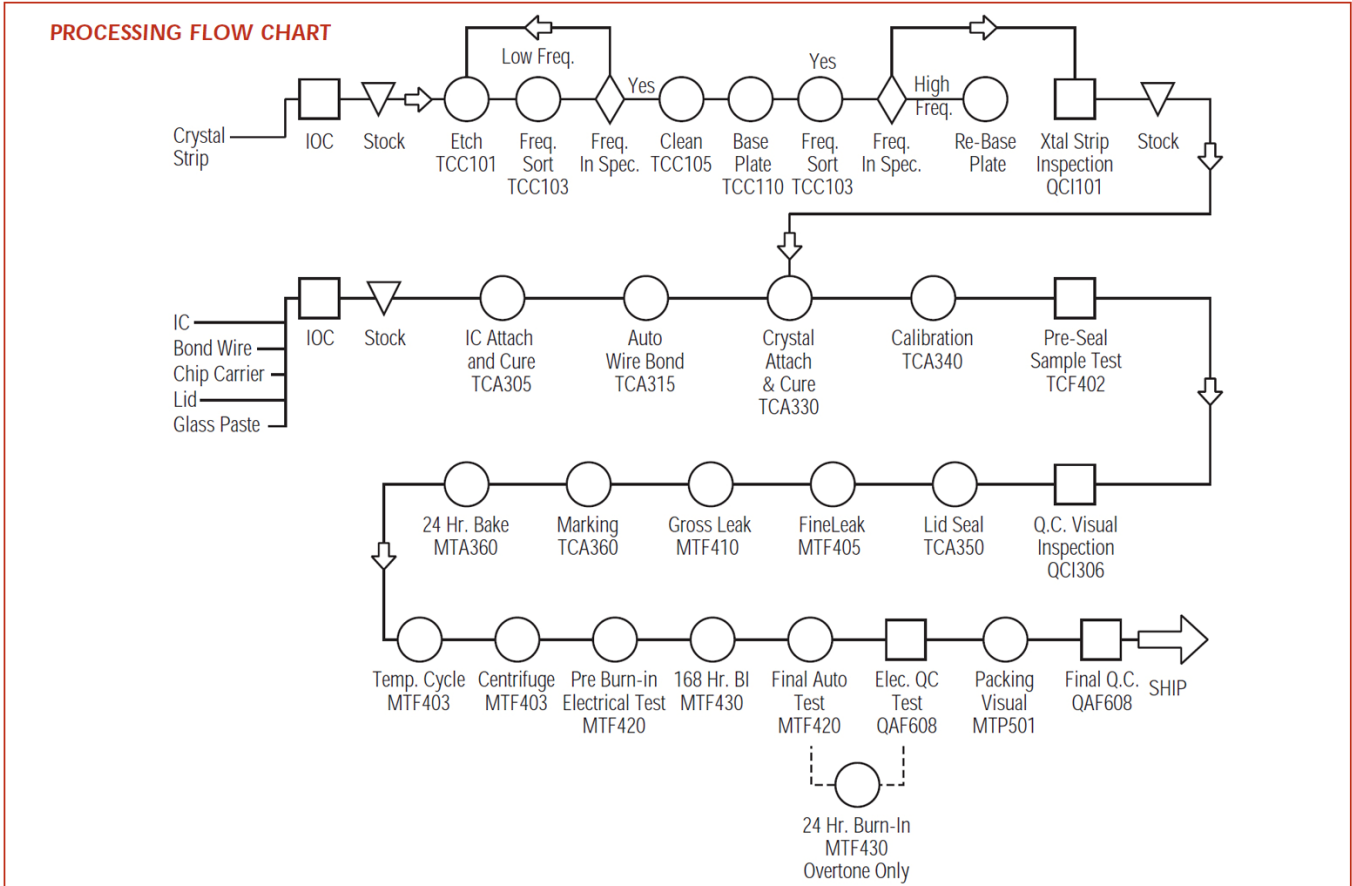 PROCESSING FLOW CHART
Low Freq.
Yes
Yes
High
Freq.
Crystal
Strip
IOC
Stock
Etch
TCC101
Freq.
Sort
TCC103
Freq.
In Spec.
Clean
TCC105
Base
Plate
TCC110
Freq.
Sort
TCC103
Freq.
In Spec.
Re-Base
Plate
Xtal Strip
Inspection
QCI101
Stock
IC
Bond Wire
Chip Carrier
Lid
Glass Paste
IOC
Stock
IC Attach
and Cure
TCA305
Auto
Wire Bond
TCA315
Crystal
Attach
& Cure
TCA330
Calibration
TCA340
Pre-Seal
Sample Test
TCF402
24 Hr. Bake
MTA360
Marking
TCA360
Gross Leak
MTF410
FineLeak
MTF405
Lid Seal
TCA350
Q.C. Visual
Inspection
QCI306
Temp. Cycle
MTF403
Centrifuge
MTF403
Pre Burn-in
Electrical Test
MTF420
168 Hr. BI
MTF430
Final Auto
Test
MTF420
Elec. QC
Test
QAF608
Packing
Visual
MTP501
Final Q.C.
QAF608
SHIP
24 Hr. Burn-In
MTF430
Overtone Only